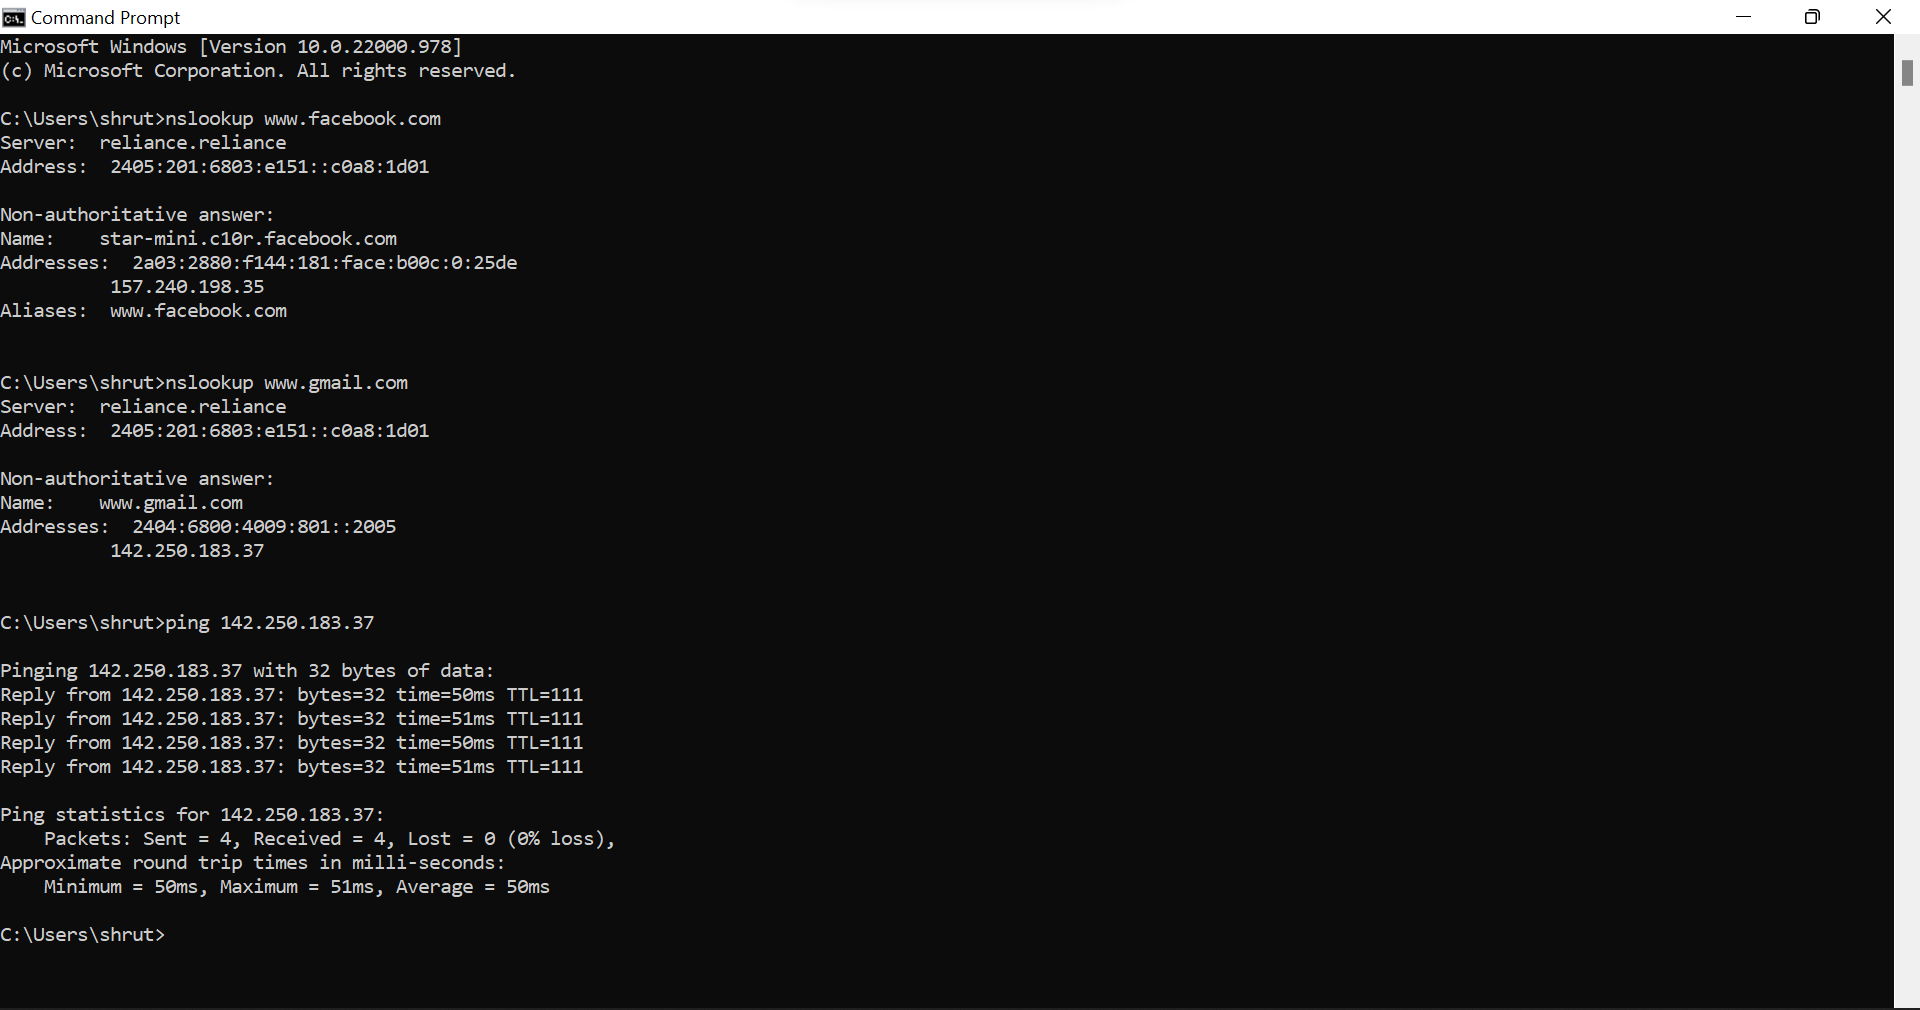 Command Prompt
Microsoft Windows [Version 10.0.22000.978]
(c) Microsoft Corporation. All rights reserved.
C:\Users\shrut>nslookup www.facebook.com
Server:  reliance.reliance
Address:  2405:201:6803:e151::c0a8:1d01
Non-authoritative answer:
Name:    star-mini.c10r.facebook.com
Addresses:  2a03:2880:f144:181:face:b00c:0:25de
          157.240.198.35
Aliases:  www.facebook.com
C:\Users\shrut>nslookup www.gmail.com
Server:  reliance.reliance
Address:  2405:201:6803:e151::c0a8:1d01
Non-authoritative answer:
Name:    www.gmail.com
Addresses:  2404:6800:4009:801::2005
          142.250.183.37
C:\Users\shrut>ping 142.250.183.37
Pinging 142.250.183.37 with 32 bytes of data:
Reply from 142.250.183.37: bytes=32 time=50ms TTL=111
Reply from 142.250.183.37: bytes=32 time=51ms TTL=111
Reply from 142.250.183.37: bytes=32 time=50ms TTL=111
Reply from 142.250.183.37: bytes=32 time=51ms TTL=111
Ping statistics for 142.250.183.37:
    Packets: Sent = 4, Received = 4, Lost = 0 (0% loss),
Approximate round trip times in milli-seconds:
    Minimum = 50ms, Maximum = 51ms, Average = 50ms
C:\Users\shrut>